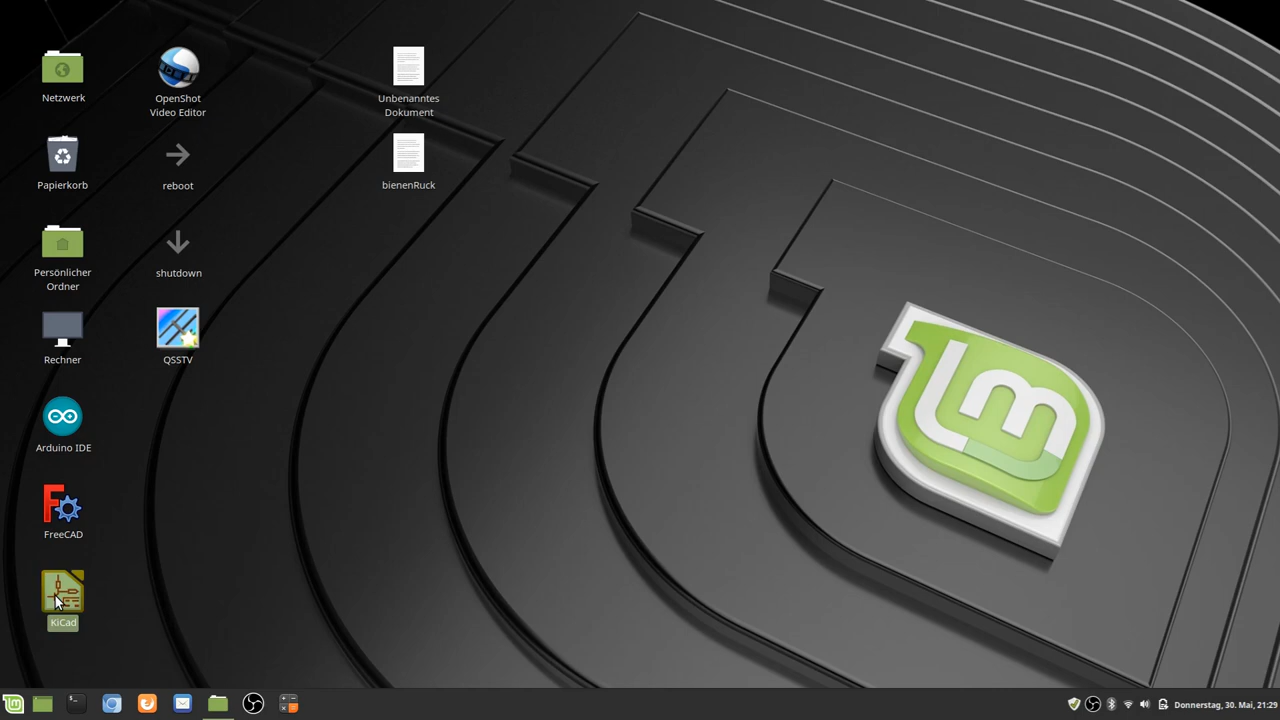 Netzwerk
OpenShot
Video Editor
Unbenanntes
Dokument
Papierkorb
reboot
bienenRuck
Persönlicher
Ordner
shutdown
Rechner
QSSTV
Arduino IDE
FreeCAD
KiCad
Donnerstag, 30. Mai, 21:29